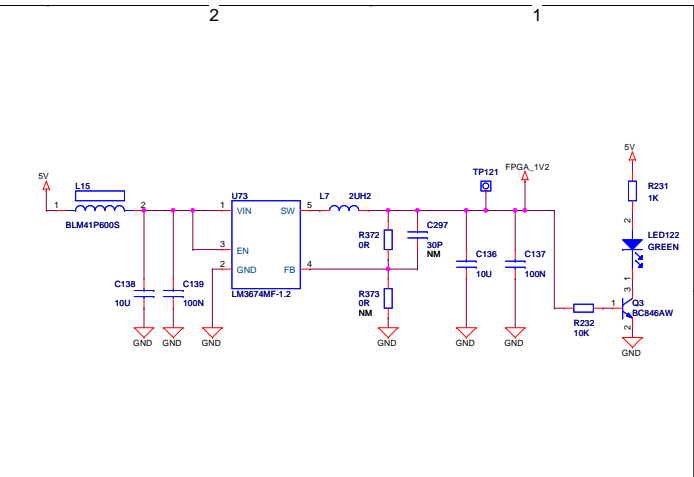 2
1
5V
L15
1
2
BLM41P600S
C138
10U
C139
100N
GND
GND
GND
U73
1
VIN
SW
5
3
EN
2
GND
FB
4
LM3674MF-1.2
L7
2UH2
R372
0R
C297
30P
NM
R373
0R
NM
GND
TP121
FPGA_1V2
C136
10U
C137
100N
GND
GND
5V
R231
1K
2
LED122
GREEN
1
3
Q3
BC846AW
1
2
R232
10K
GND